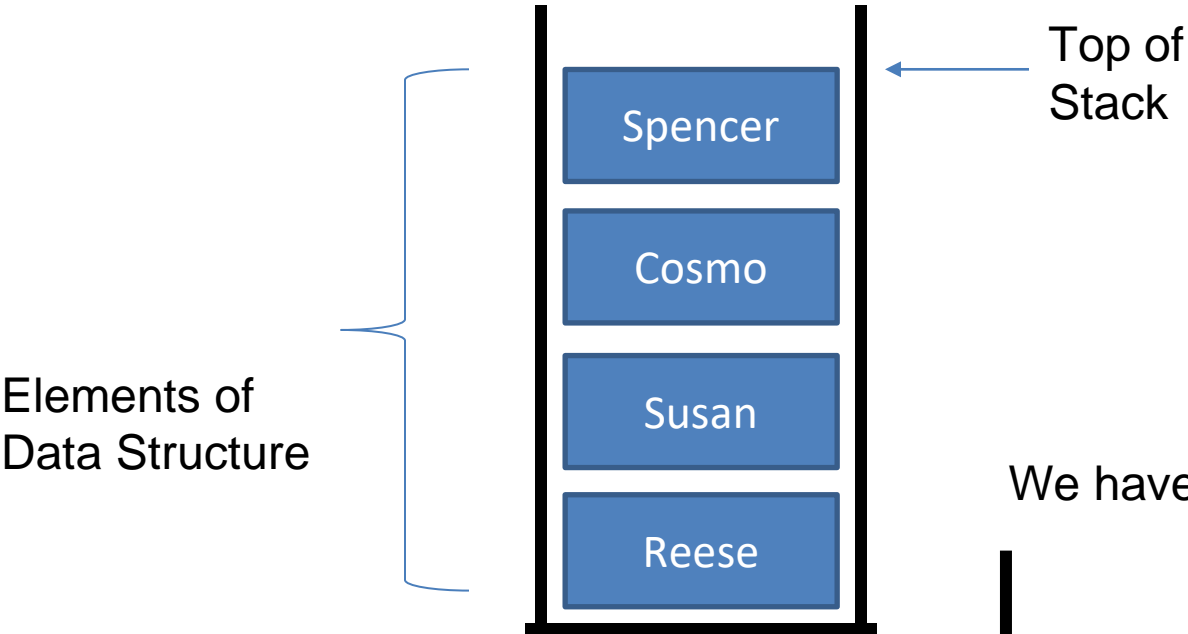 Top of
Stack
Spencer
Cosmo
Susan
Reese
Elements of
Data Structure
We have